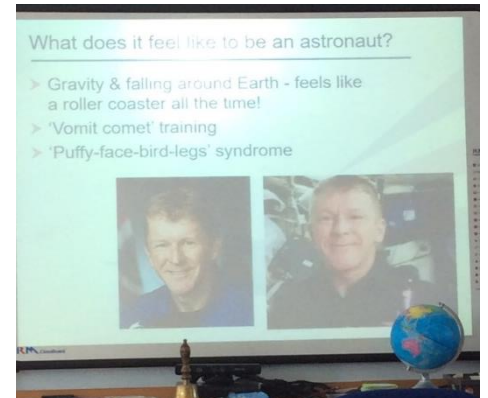 What does it feel like to be an astronaut?
➤ Gravity & falling around Earth - feels like
a roller coaster all the time!
➤ 'Vomit comet' training
➤ 'Puffy-face-bird-legs' syndrome
ClassBoard